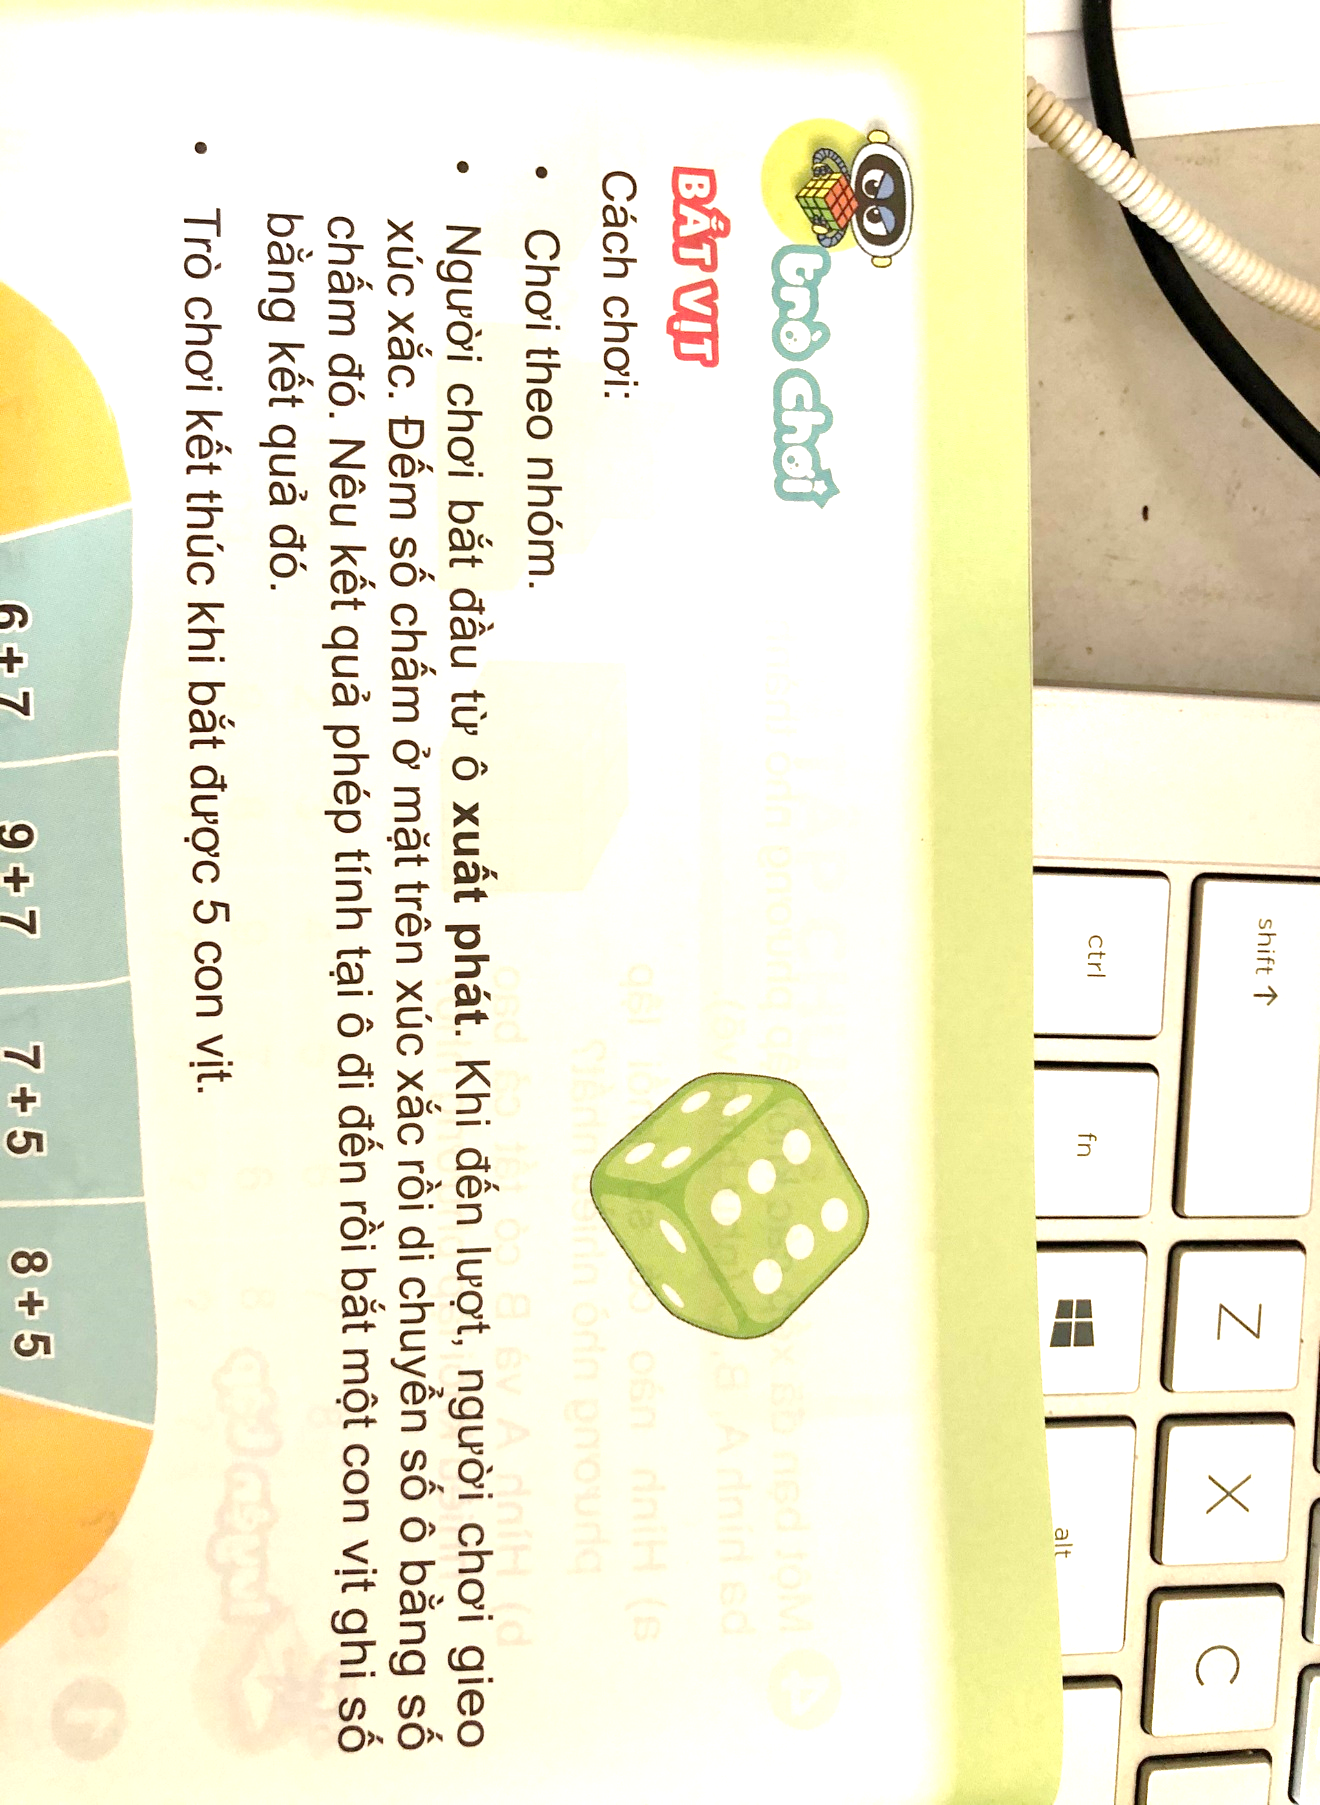 trò chơi
BẮT VỊT
Cách chơi:
• Chơi theo nhóm.
• Người chơi bắt đầu từ ô xuất phát. Khi đến lượt, người chơi gieo
xúc xắc. Đếm số chấm ở mặt trên xúc xắc rồi di chuyển số ô bằng số
chấm đó. Nêu kết quả phép tính tại ô đi đến rồi bắt một con vịt ghi số
bằng kết quả đó.
• Trò chơi kết thúc khi bắt được 5 con vịt.
6 + 7
9 + 7
7 + 5
8 + 5
shift ↑
Z
X
C
ctrl
fn
alt